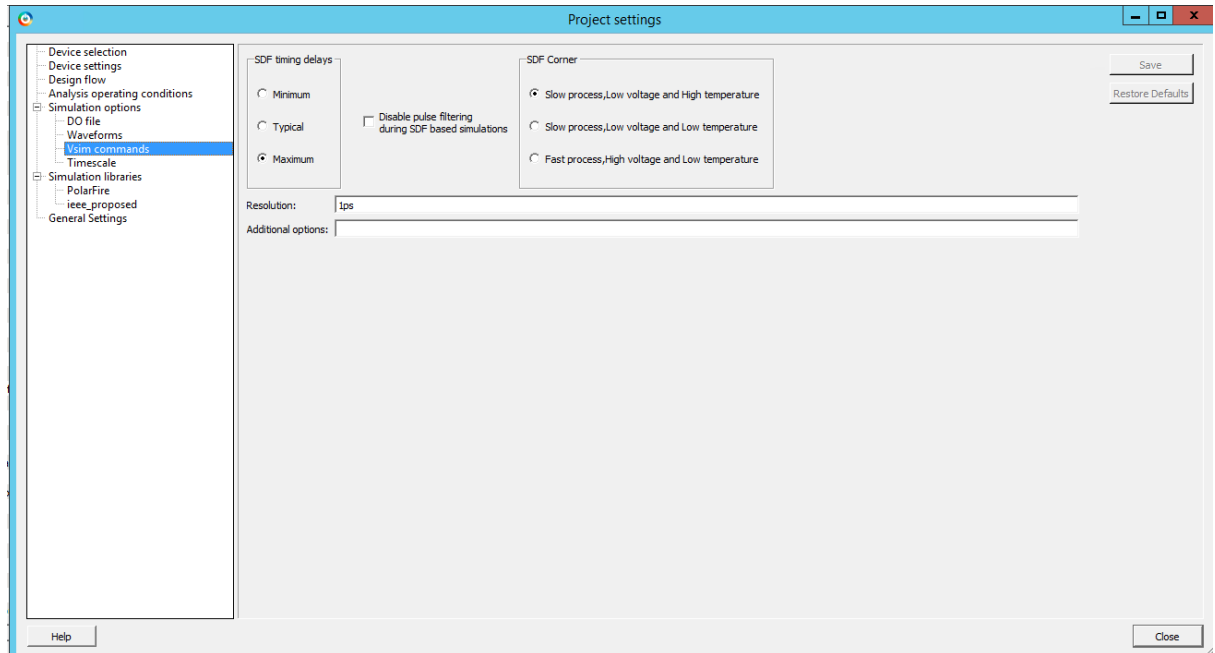 Project settings
Device selection
Device settings
Design flow
Analysis operating conditions
Simulation options
DO file
Waveforms
Vsim commands
Timescale
Simulation libraries
PolarFire
ieee_proposed
General Settings
SDF timing delays
Minimum
Typical
Maximum
Disable pulse filtering
during SDF based simulations
SDF Corner
Slow process,Low voltage and High temperature
Slow process,Low voltage and Low temperature
Fast process,High voltage and Low temperature
Save
Restore Defaults
Resolution: 1ps
Additional options:
Help
Close